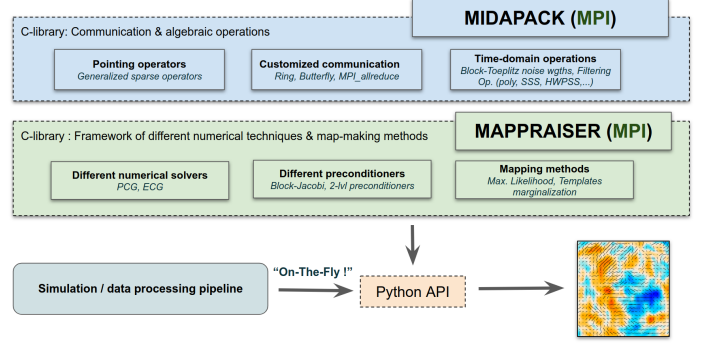 MIDAPACK (MPI)
C-library: Communication & algebraic operations
Pointing operators
Generalized sparse operators
Customized communication
Ring, Butterfly, MPI_allreduce
Time-domain operations
Block-Toeplitz noise wgths, Filtering
Op. (poly, SSS, HWPSS,...)
MAPPRAISER (MPI)
C-library : Framework of different numerical techniques & map-making methods
Different numerical solvers
PCG, ECG
Different preconditioners
Block-Jacobi, 2-lvl preconditioners
Mapping methods
Max. Likelihood, Templates
marginalization
Simulation / data processing pipeline
“On-The-Fly !”
Python API